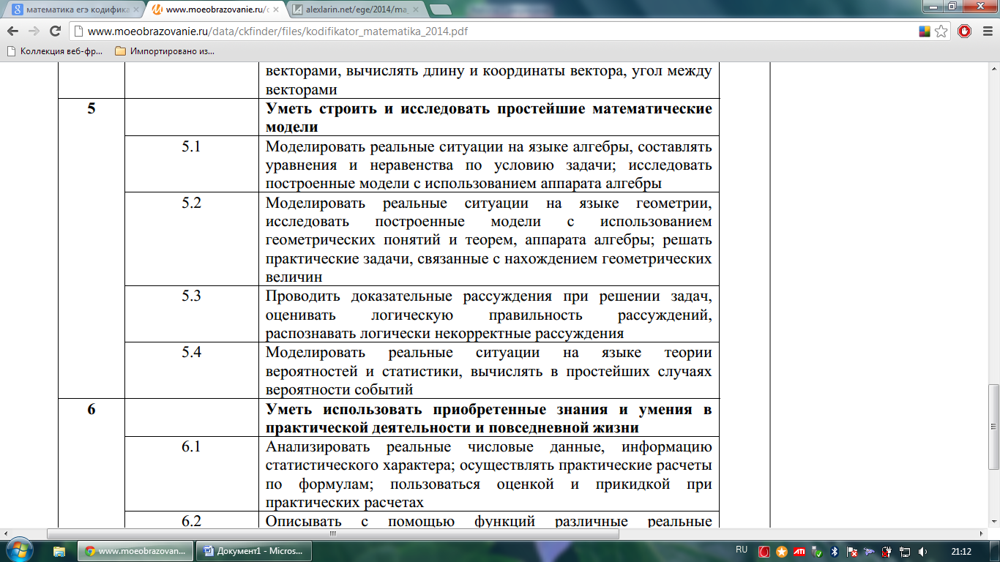 математика егэ кодифика
www.moeobrazovanie.ru/
alexlarin.net/ege/2014/ma
www.moeobrazovanie.ru/data/ckfinder/files/kodifikator_matematika_2014.pdf
Коллекция веб-фр...
Импортировано из...
векторами, вычислять длину и координаты вектора, угол между
векторами
5
Уметь строить и исследовать простейшие математические
модели
5.1
Моделировать реальные ситуации на языке алгебры, составлять
уравнения и неравенства по условию задачи; исследовать
построенные модели с использованием аппарата алгебры
5.2
Моделировать реальные ситуации на языке геометрии,
исследовать построенные модели с использованием
геометрических понятий и теорем, аппарата алгебры; решать
практические задачи, связанные с нахождением геометрических
величин
5.3
Проводить доказательные рассуждения при решении задач,
оценивать логическую правильность рассуждений,
распознавать логически некорректные рассуждения
5.4
Моделировать реальные ситуации на языке теории
вероятностей и статистики, вычислять в простейших случаях
вероятности событий
6
Уметь использовать приобретенные знания и умения в
практической деятельности и повседневной жизни
6.1
Анализировать реальные числовые данные, информацию
статистического характера; осуществлять практические расчеты
по формулам; пользоваться оценкой и прикидкой при
практических расчетах
6.2
Описывать с помощью функций различные реальные
www.moeobrazovan...
Документ1 - Micros...
RU
ATI
21:12